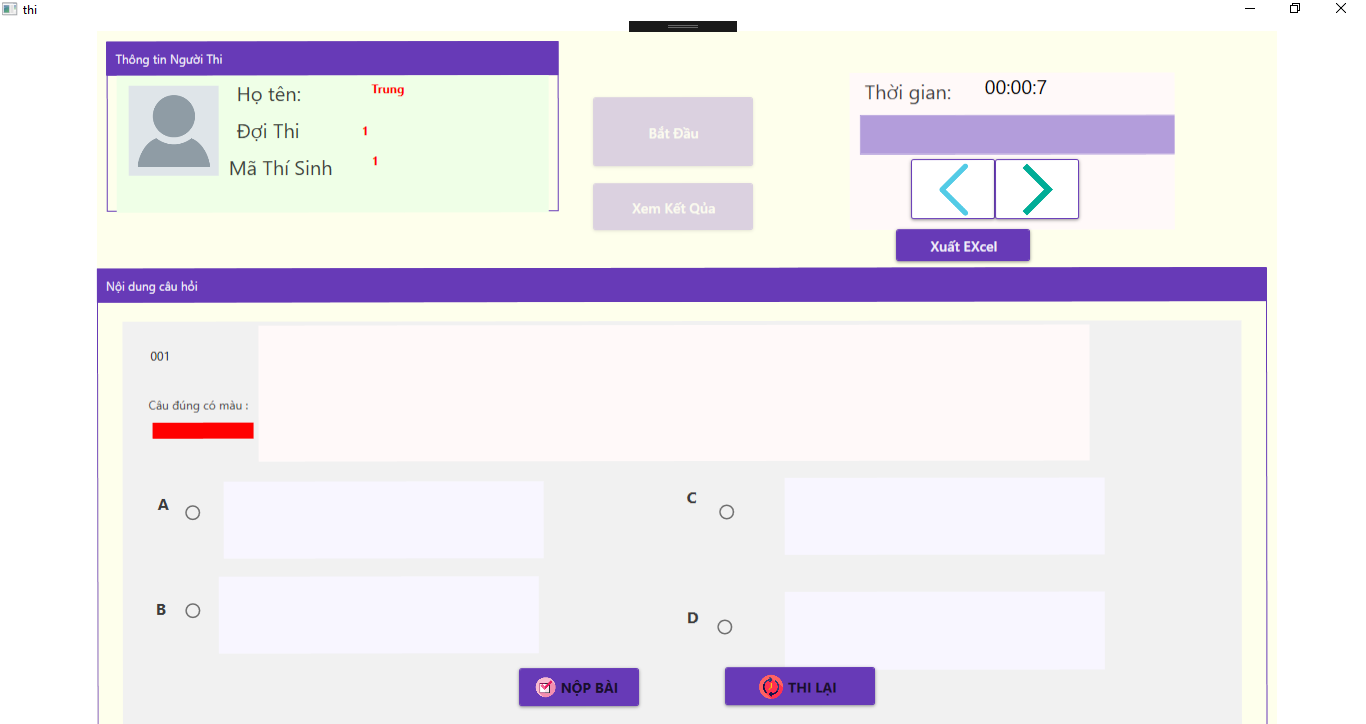 thi
Thông tin Người Thi
Họ tên:
Trung
Đợi Thi
1
Mã Thí Sinh
1
Bắt Đầu
Xem Kết Qủa
Thời gian:
00:00:7
Xuất EXcel
Nội dung câu hỏi
001
Câu đúng có màu :
A
C
B
D
NỘP BÀI
THI LẠI